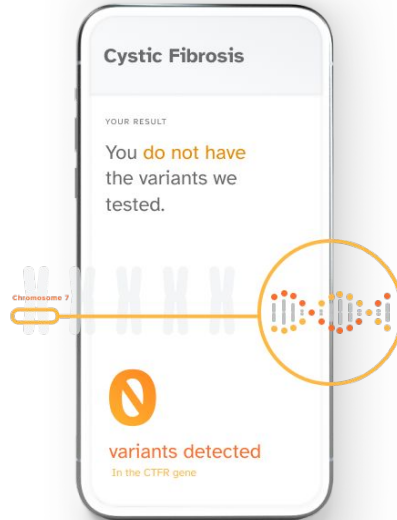 Cystic Fibrosis
YOUR RESULT
You do not have
the variants we
tested.
Chromosome 7
0
variants detected
In the CTFR gene